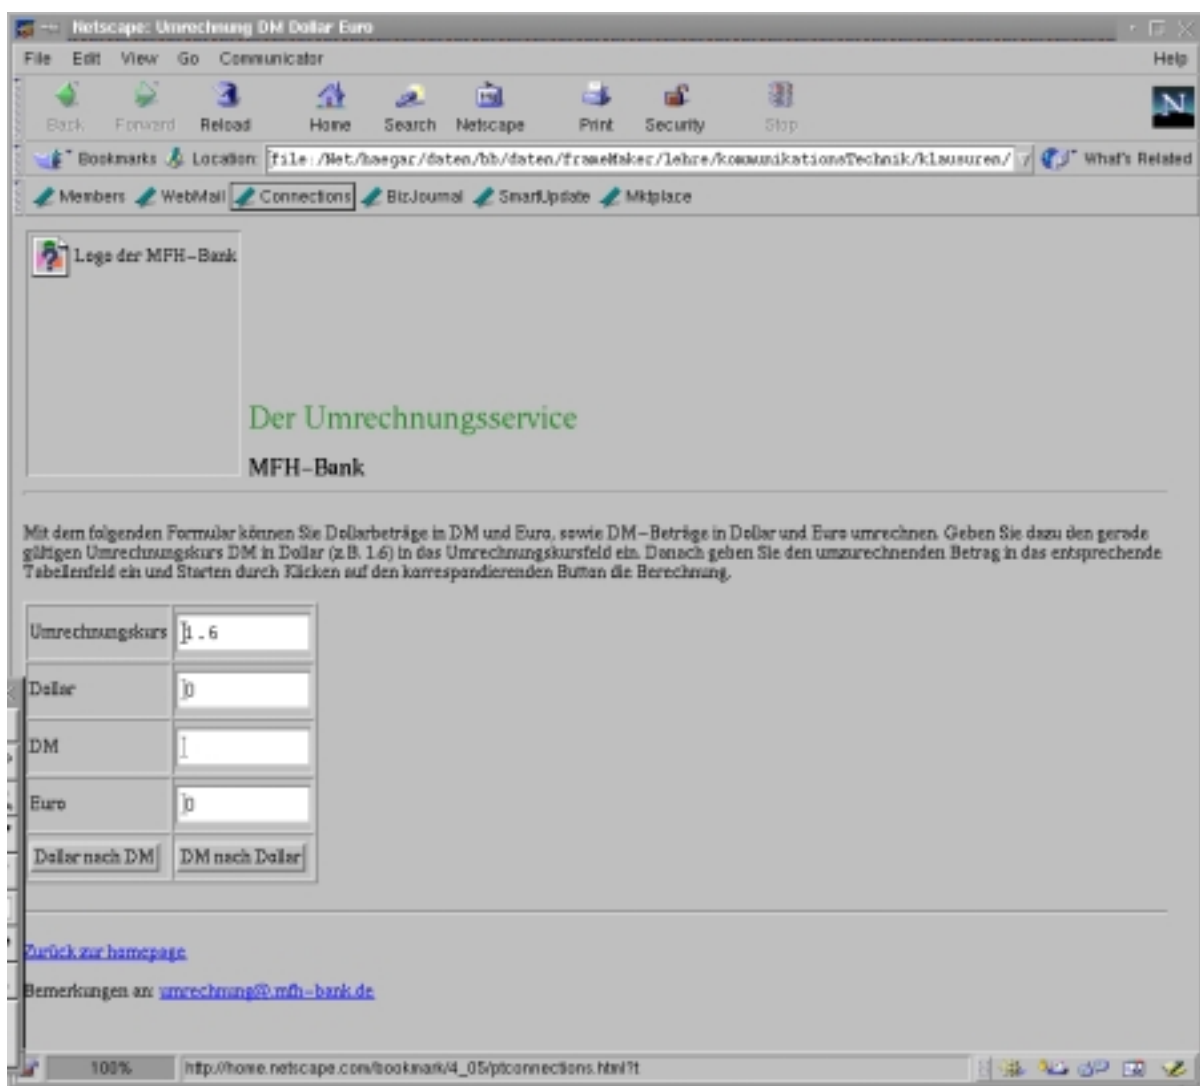 Netscape: Umrechnung DM Dollar Euro
File Edit View Go Communicator Help
Back Forward Reload Home Search Netscape Print Security Stop
Bookmarks Location: file:/Net/haegar/daten/bb/daten/frameMaker/lehre/kommunikationsTechnik/klausuren/ What's Related
Members WebMail Connections BizJournal SmartUpdate Mktplace
Logo der MFH-Bank
Der Umrechnungsservice
MFH-Bank
Mit dem folgenden Formular können Sie Dollarbeträge in DM und Euro, sowie DM-Beträge in Dollar und Euro umrechnen. Geben Sie dazu den gerade
gültigen Umrechnungskurs DM in Dollar (z.B. 1.6) in das Umrechnungskursfeld ein. Danach geben Sie den umzurechnenden Betrag in das entsprechende
Tabellenfeld ein und Starten durch Klicken auf den korrespondierenden Button die Berechnung.
Umrechnungskurs 1.6
Dollar 0
DM
Euro 0
Dollar nach DM DM nach Dollar
Zurück zur homepage
Bemerkungen an: umrechnung@.mfh-bank.de
100% http://home.netscape.com/bookmark/4_05/ptconnections.html?t